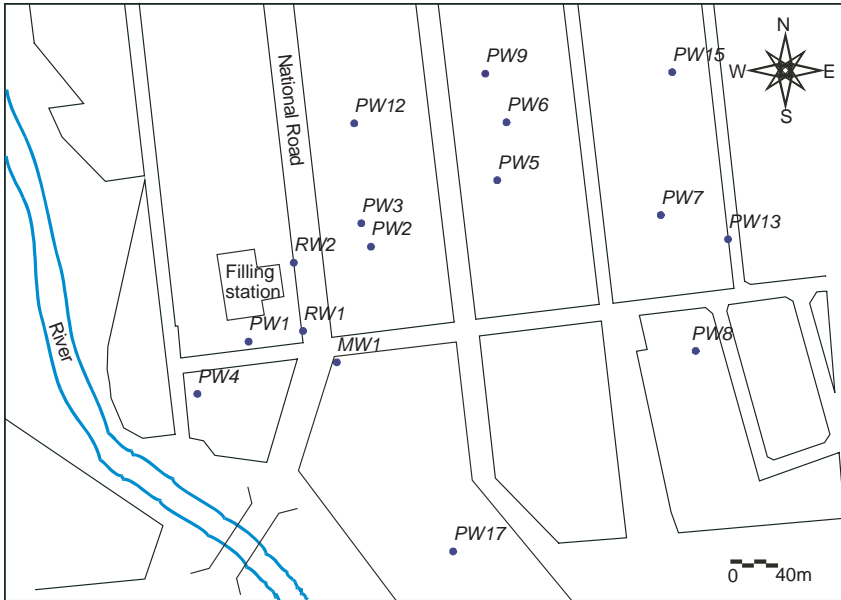 N
PW9
PW15
W
E
National Road
PW12
PW6
S
PW5
PW3
PW7
PW2
PW13
RW2
Filling
station
RW1
PW1
River
MW1
PW8
PW4
PW17
0 40m